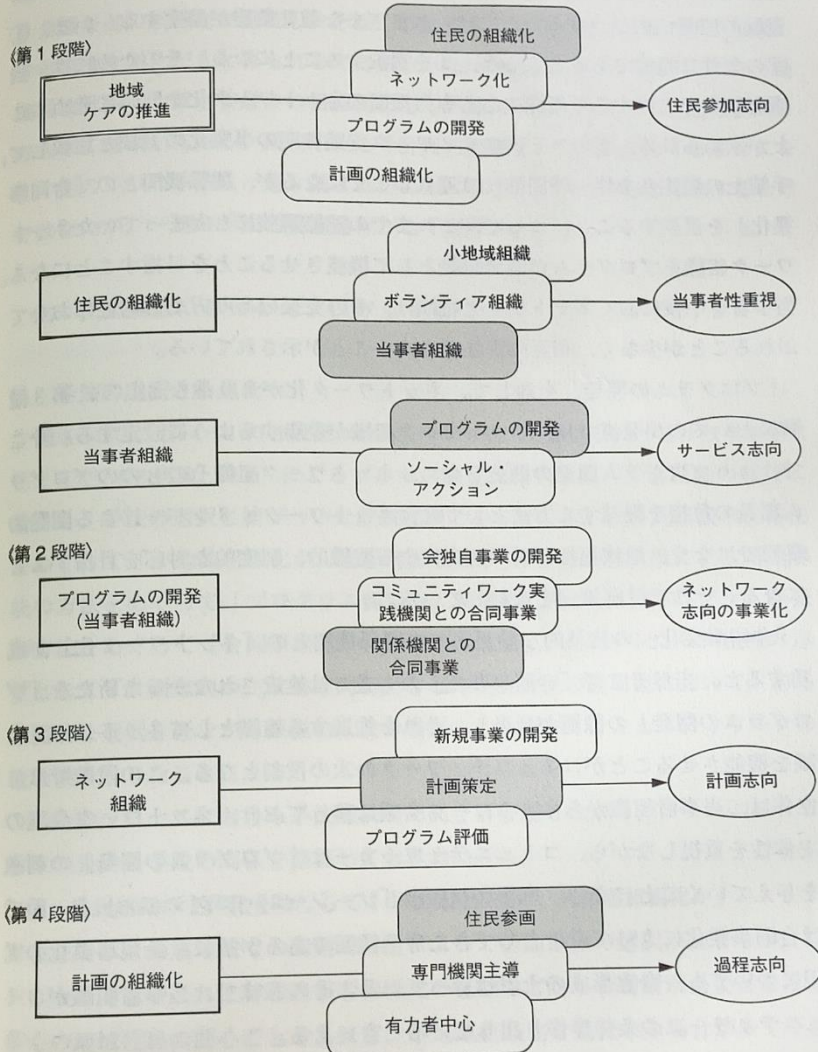 〈第1段階〉
地域
ケアの推進
住民の組織化
ネットワーク化
プログラムの開発
計画の組織化
住民参加志向
住民の組織化
小地域組織
ボランティア組織
当事者組織
当事者性重視
当事者組織
プログラムの開発
ソーシャル・
アクション
サービス志向
〈第2段階〉
プログラムの開発
(当事者組織)
会独自事業の開発
コミュニティワーク実
践機関との合同事業
関係機関との
合同事業
ネットワーク
志向の事業化
〈第3段階〉
ネットワーク
組織
新規事業の開発
計画策定
プログラム評価
計画志向
〈第4段階〉
計画の組織化
住民参画
専門機関主導
有力者中心
過程志向